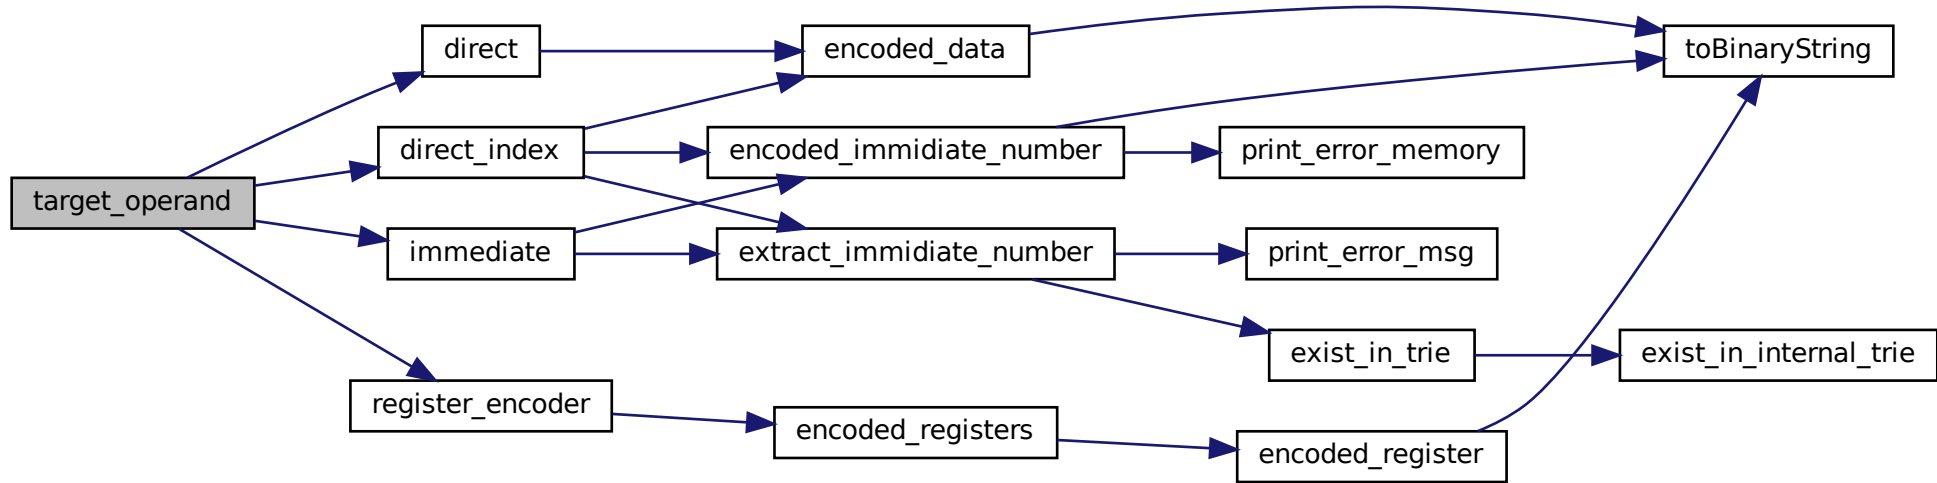 direct
encoded_data
toBinaryString
direct_index
encoded_immidiate_number
print_error_memory
target_operand
immediate
extract_immidiate_number
print_error_msg
exist_in_trie
exist_in_internal_trie
register_encoder
encoded_registers
encoded_register